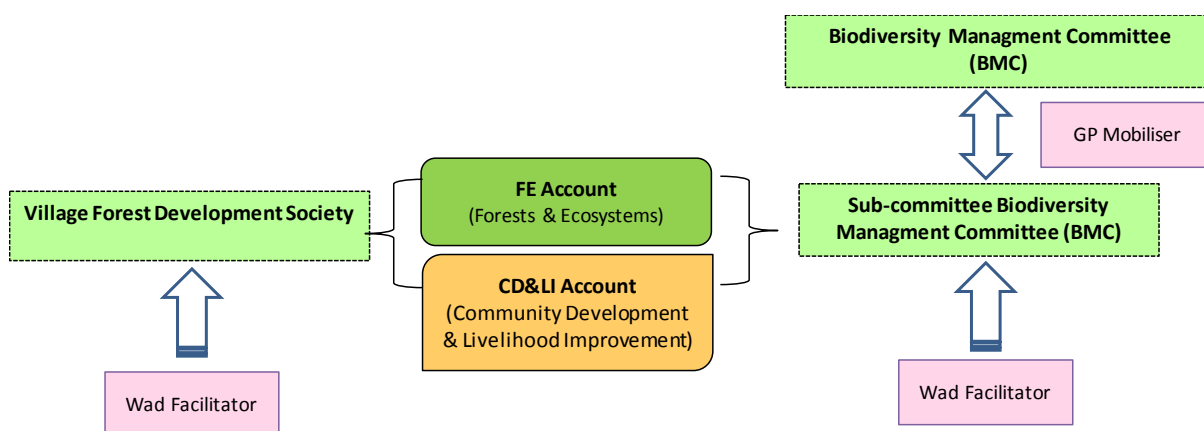 Biodiversity Managment Committee
(BMC)
GP Mobiliser
Village Forest Development Society
FE Account
(Forests & Ecosystems)
Sub-committee Biodiversity
Managment Committee (BMC)
CD&LI Account
(Community Development
& Livelihood Improvement)
Wad Facilitator
Wad Facilitator